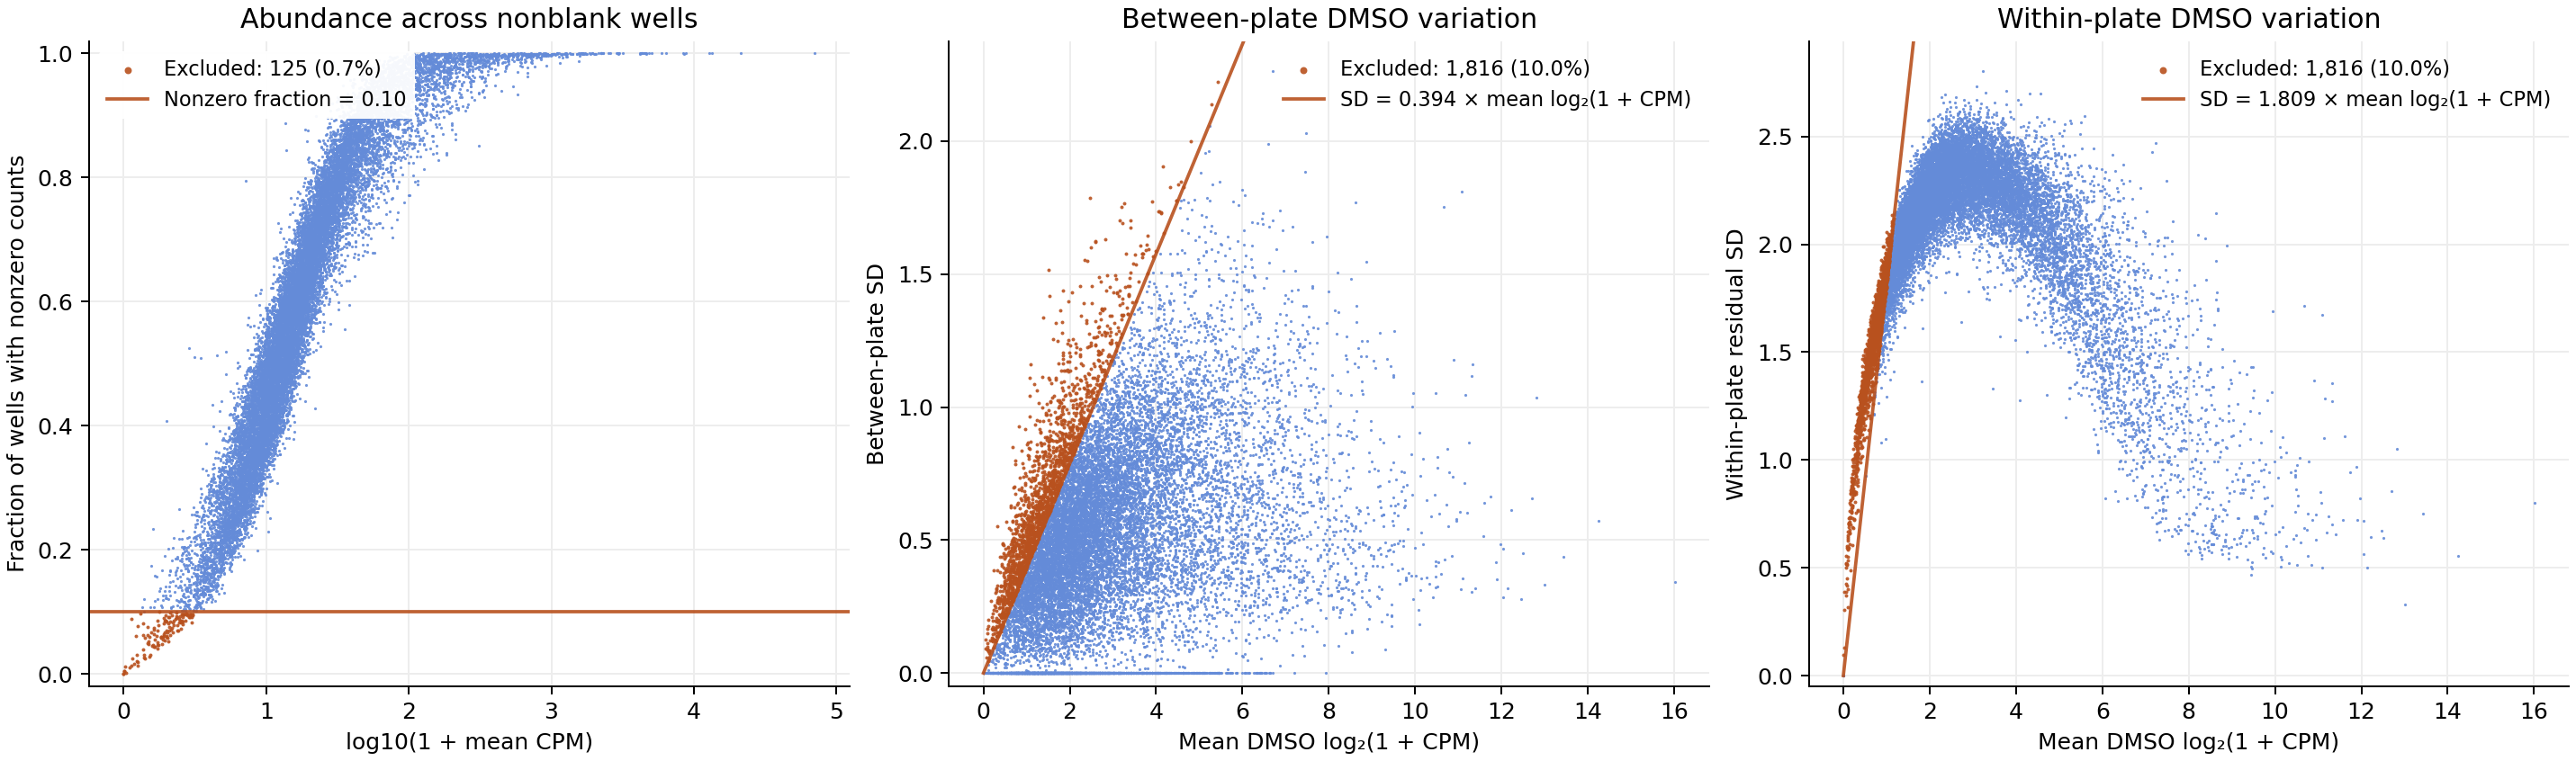 Abundance across nonblank wells
Fraction of wells with nonzero counts
1.0
0.8
0.6
0.4
0.2
0.0
Excluded: 125 (0.7%)
Nonzero fraction = 0.10
0 1 2 3 4 5
log10(1 + mean CPM)
Between-plate DMSO variation
Between-plate SD
2.0
1.5
1.0
0.5
0.0
Excluded: 1,816 (10.0%)
SD = 0.394 × mean log₂(1 + CPM)
0 2 4 6 8 10 12 14 16
Mean DMSO log₂(1 + CPM)
Within-plate DMSO variation
Within-plate residual SD
2.5
2.0
1.5
1.0
0.5
0.0
Excluded: 1,816 (10.0%)
SD = 1.809 × mean log₂(1 + CPM)
0 2 4 6 8 10 12 14 16
Mean DMSO log₂(1 + CPM)